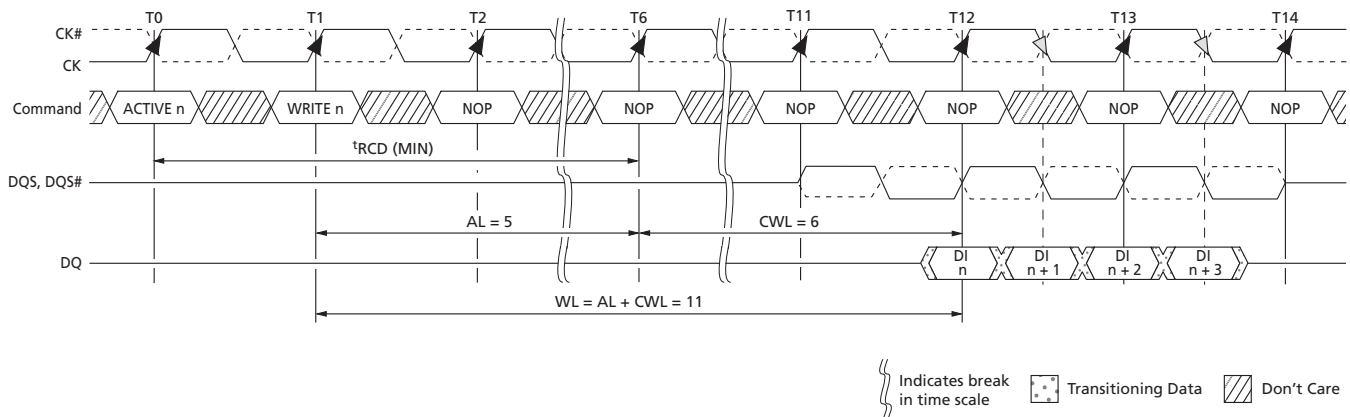 T0 T1 T2 T6 T11 T12 T13 T14
CK#
CK
Command ACTIVE n WRITE n NOP NOP NOP NOP NOP NOP
tRCD (MIN)
DQS, DQS#
AL = 5 CWL = 6
DQ DI n DI n + 1 DI n + 2 DI n + 3
WL = AL + CWL = 11
Indicates break in time scale Transitioning Data Don't Care